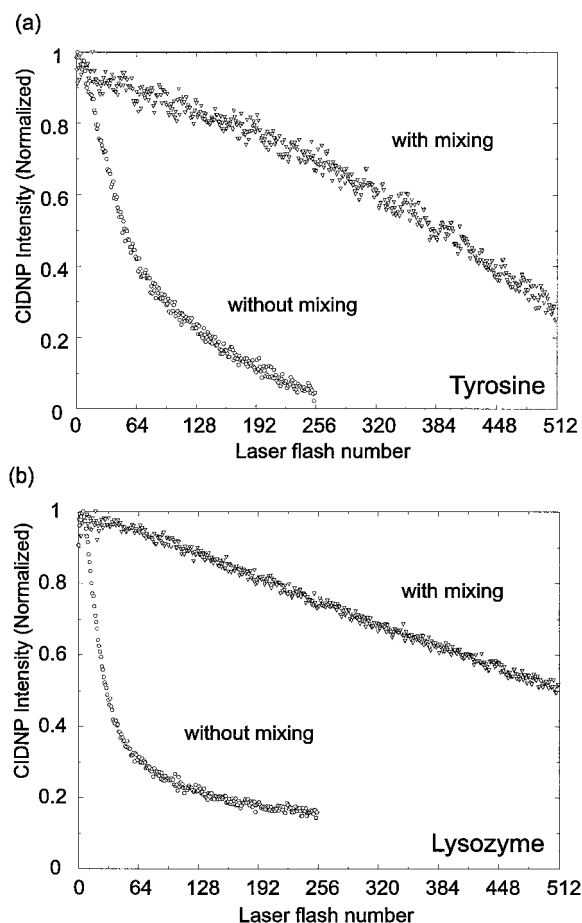 (a)
CIDNP Intensity (Normalized)
1
0.8
0.6
0.4
0.2
0
with mixing
without mixing
Tyrosine
0 64 128 192 256 320 384 448 512
Laser flash number
(b)
CIDNP Intensity (Normalized)
1
0.8
0.6
0.4
0.2
0
with mixing
without mixing
Lysozyme
0 64 128 192 256 320 384 448 512
Laser flash number